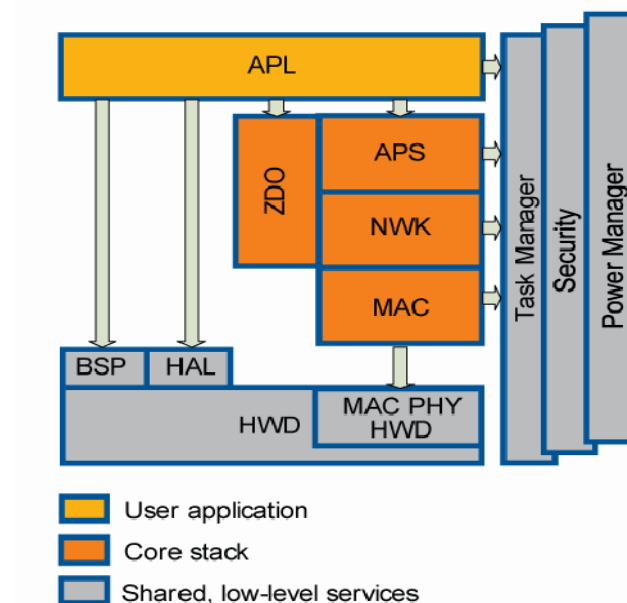 APL
APS
ZDO
NWK
MAC
Task Manager
Security
Power Manager
BSP
HAL
HWD
MAC PHY
HWD
User application
Core stack
Shared, low-level services